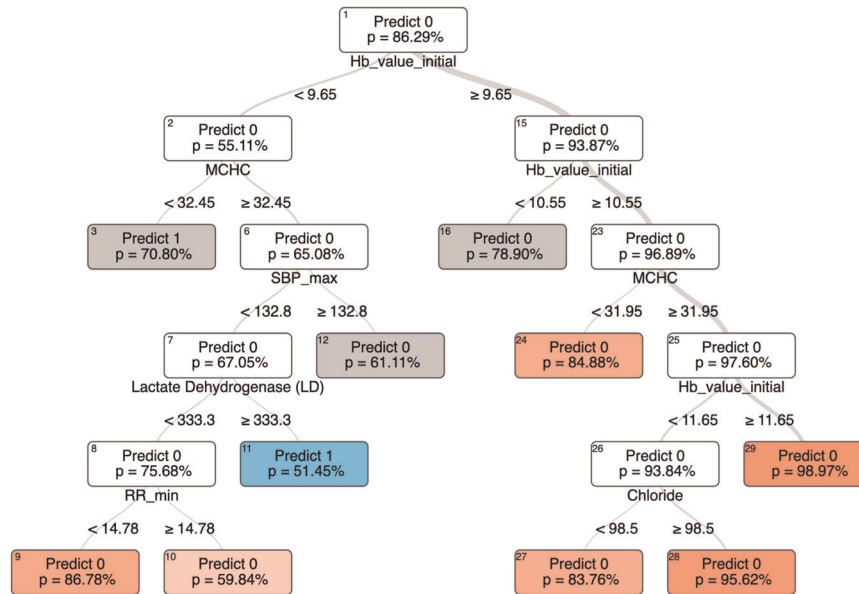 1
Predict 0
p = 86.29%
Hb_value_initial
< 9.65
≥ 9.65
2
Predict 0
p = 55.11%
MCHC
15
Predict 0
p = 93.87%
Hb_value_initial
< 32.45
≥ 32.45
< 10.55
≥ 10.55
3
Predict 1
p = 70.80%
6
Predict 0
p = 65.08%
SBP_max
16
Predict 0
p = 78.90%
23
Predict 0
p = 96.89%
MCHC
< 132.8
≥ 132.8
< 31.95
≥ 31.95
7
Predict 0
p = 67.05%
Lactate Dehydrogenase (LD)
12
Predict 0
p = 61.11%
24
Predict 0
p = 84.88%
25
Predict 0
p = 97.60%
Hb_value_initial
< 333.3
≥ 333.3
< 11.65
≥ 11.65
8
Predict 0
p = 75.68%
RR_min
11
Predict 1
p = 51.45%
26
Predict 0
p = 93.84%
Chloride
29
Predict 0
p = 98.97%
< 14.78
≥ 14.78
< 98.5
≥ 98.5
9
Predict 0
p = 86.78%
10
Predict 0
p = 59.84%
27
Predict 0
p = 83.76%
28
Predict 0
p = 95.62%